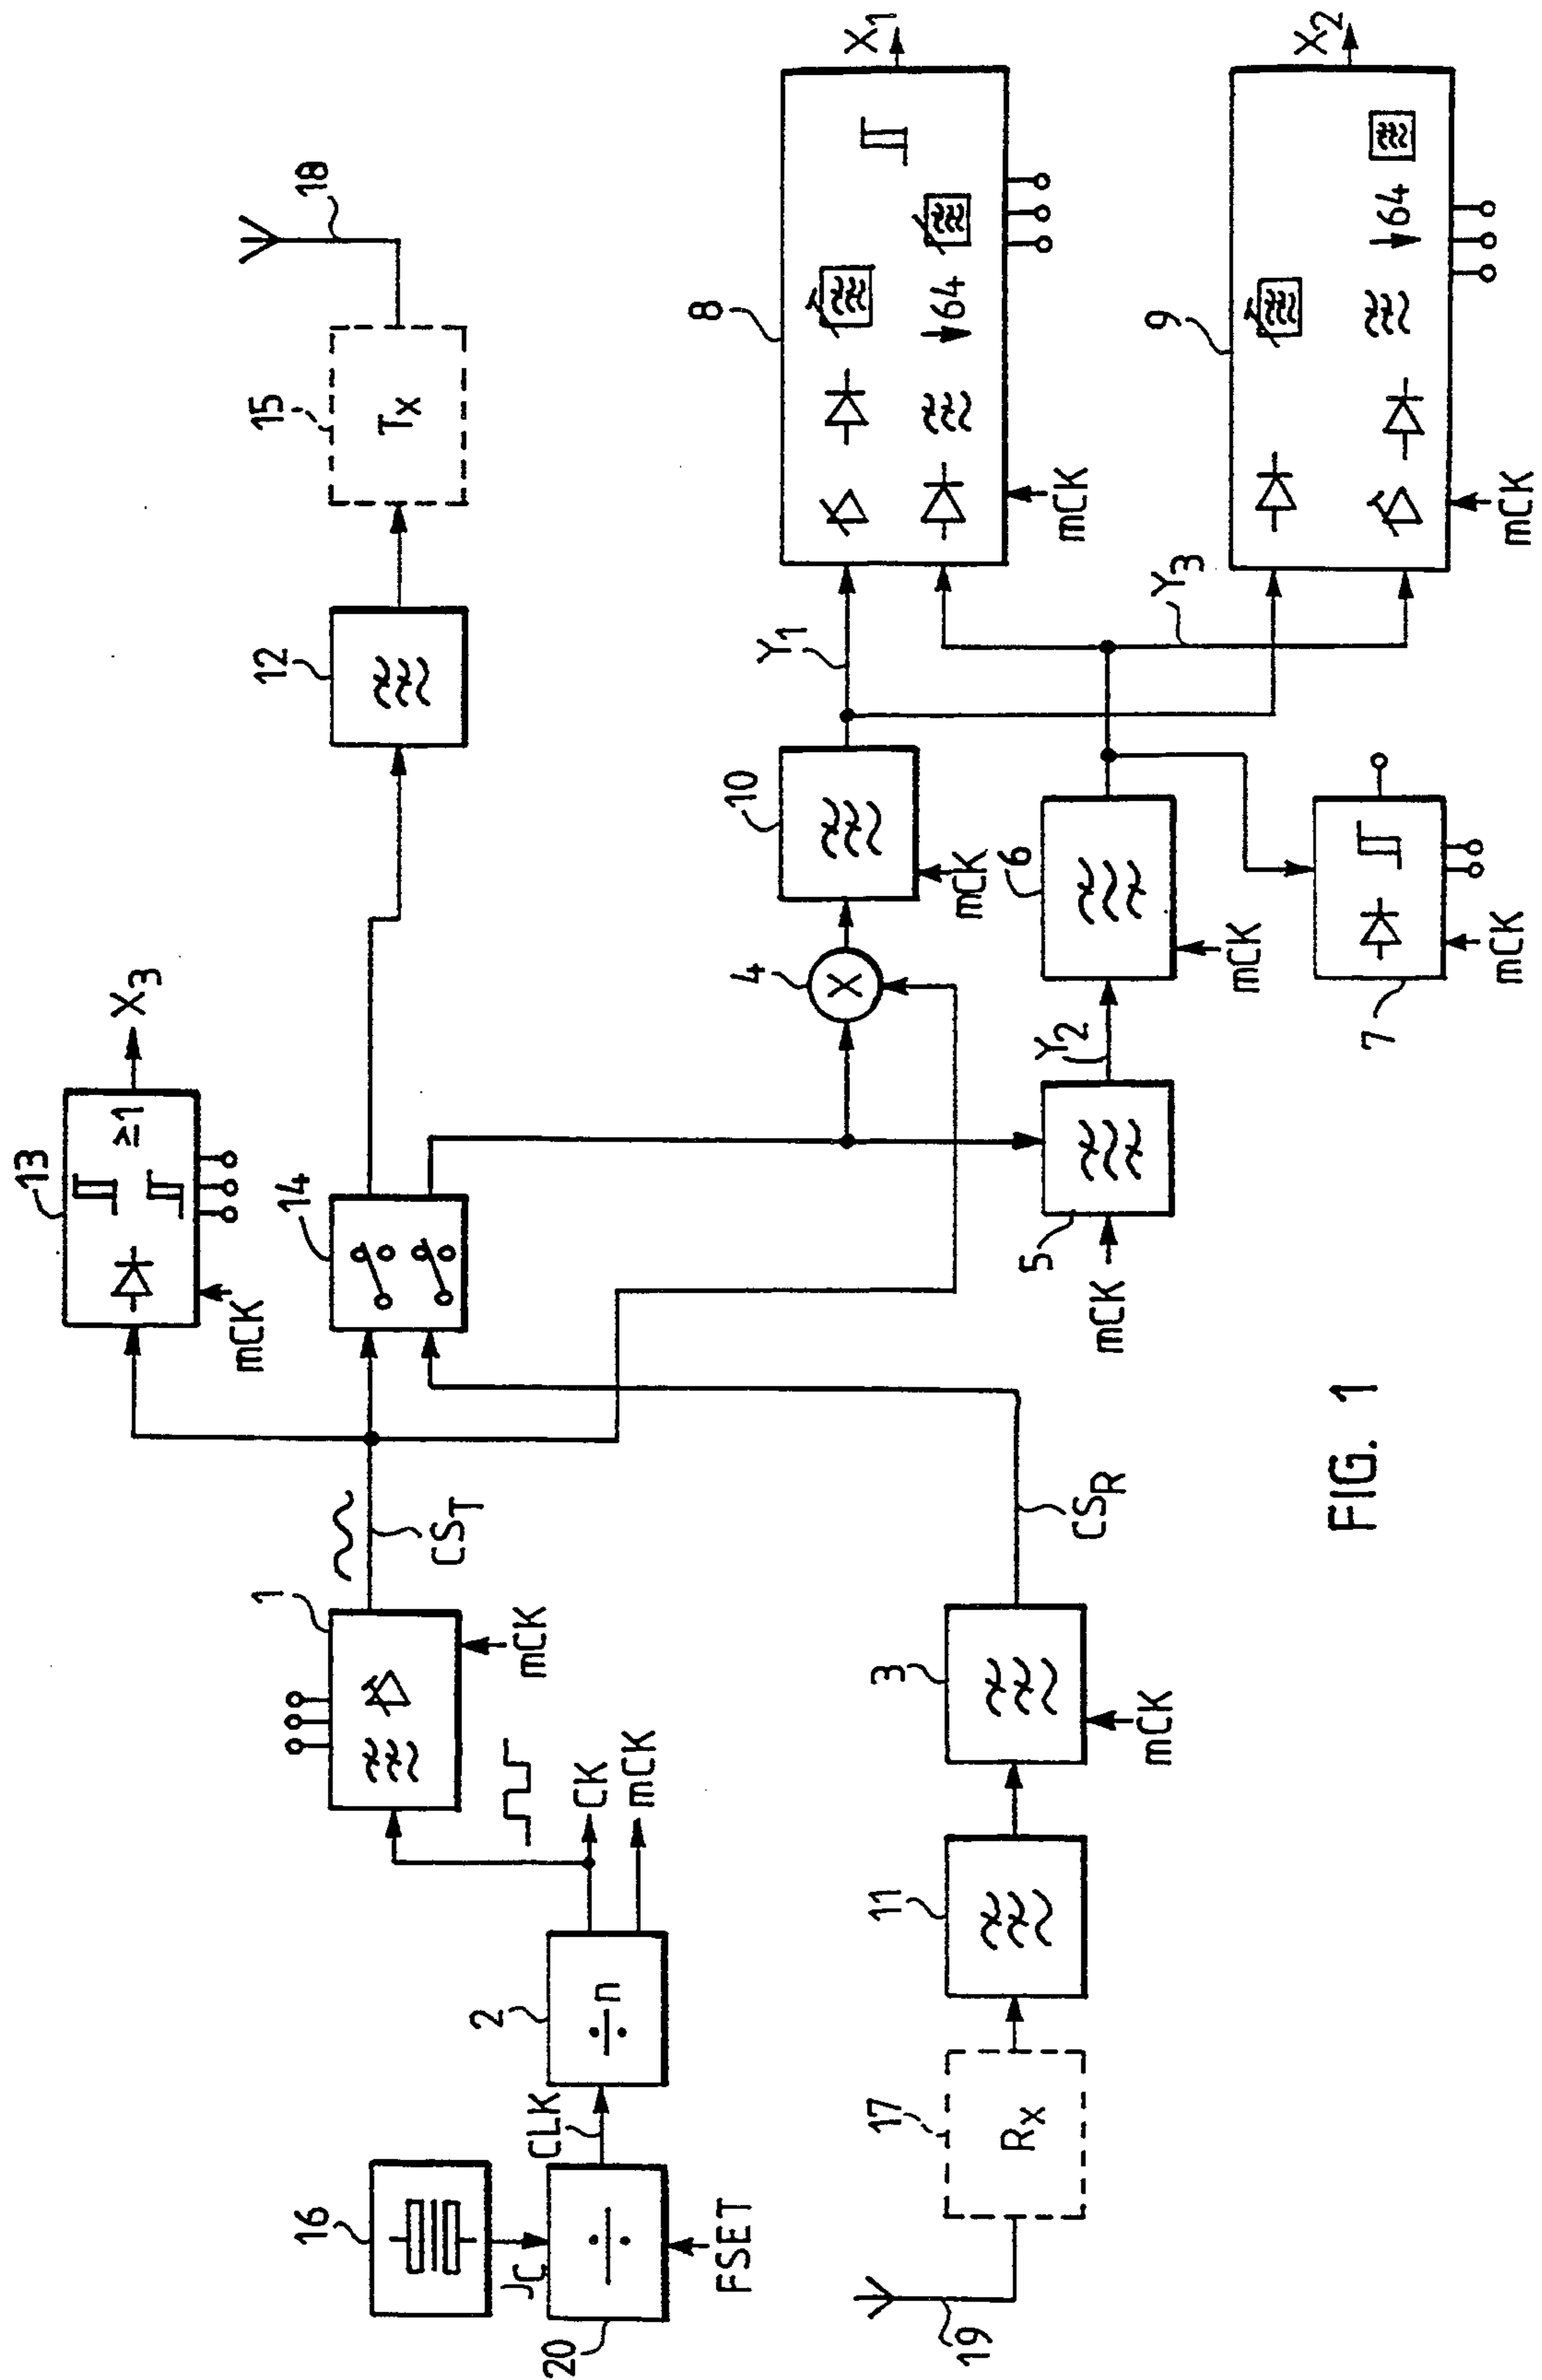 18
15
Tx
12
X3
13
≥1
mCK
14
1
CST
mCK
CK
mCK
2
÷n
CLK
16
20
÷
FSET
X1
8
↓64
mCK
Y1
10
mCK
4
X
X2
9
↓64
mCK
Y3
6
mCK
7
mCK
Y2
5
mCK
CSR
3
mCK
11
17
Rx
19
FIG. 1